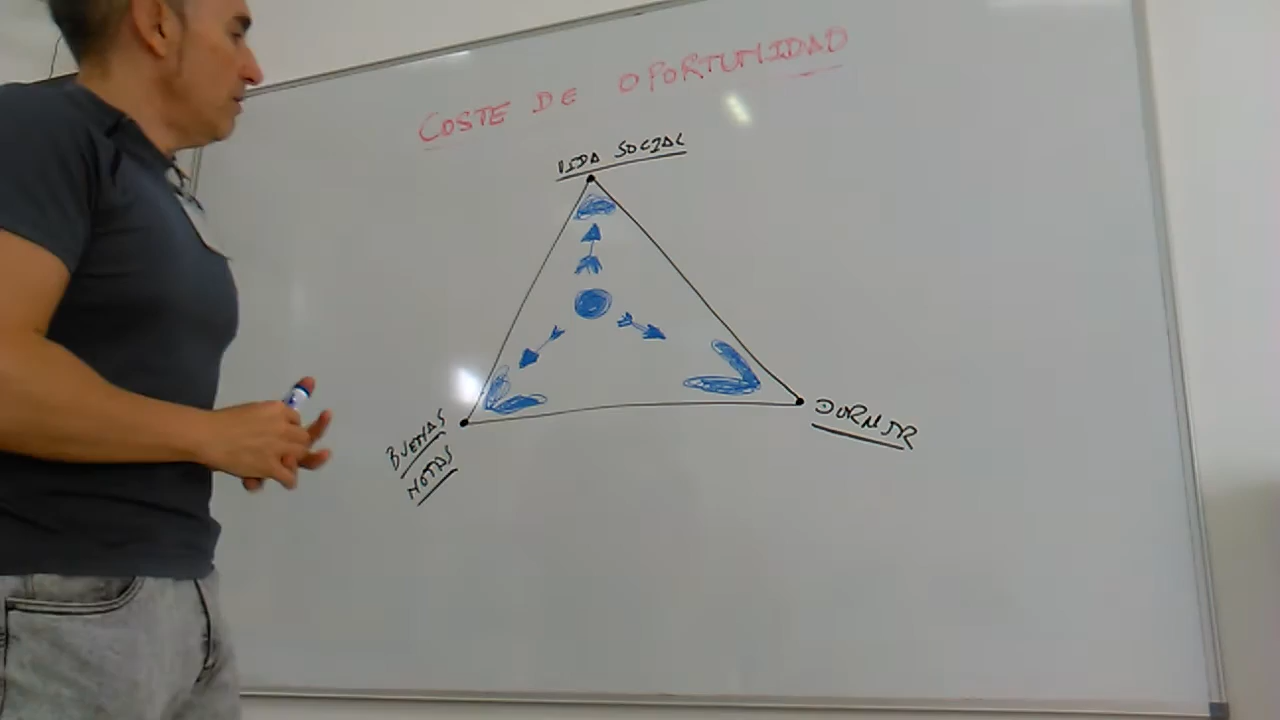 COSTE DE OPORTUNIDAD
VIDA SOCIAL
BUENAS
NOTAS
DORMIR